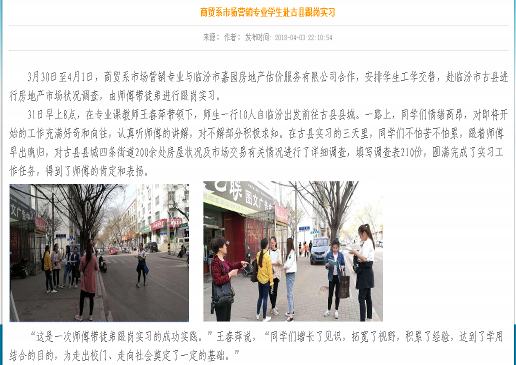 商贸系市场营销专业学生赴古县跟岗实习
来源： 作者： 发布时间: 2018-04-03 22:10:54
3月30日至4月1日，商贸系市场营销专业与临汾市嘉园房地产估价服务有限公司合作，安排学生工学交替，赴临汾市古县进
行房地产市场状况调查，由师傅带徒弟进行跟岗实习。
31日早上8点，在专业课教师王春舜带领下，师生一行10人自临汾出发前往古县县城。一路上，同学们情绪高昂，对即将开
始的工作充满好奇和向往，认真听师傅的讲解，对不解部分积极求知。在古县实习的三天里，同学们不怕苦不怕累，跟着师傅
早出晚归，对古县县城四条街道200余处房屋状况及市场交易有关情况进行了详细调查，填写调查表210份，圆满完成了实习工
作任务，得到了师傅的肯定和表扬。
图文广告
“这是一次师傅带徒弟跟岗实习的成功实践。”王春舜说，“同学们增长了见识，拓宽了视野，积累了经验，达到了学用
结合的目的，为走出校门、走向社会奠定了一定的基础。”